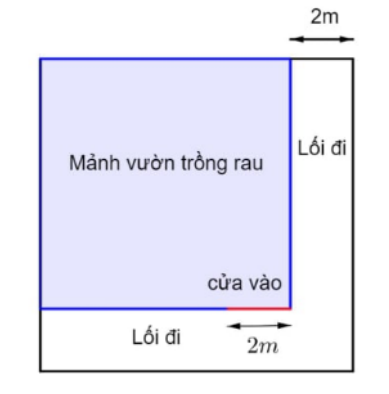 2m
Lối đi
Mảnh vườn trồng rau
cửa vào
Lối đi
2m